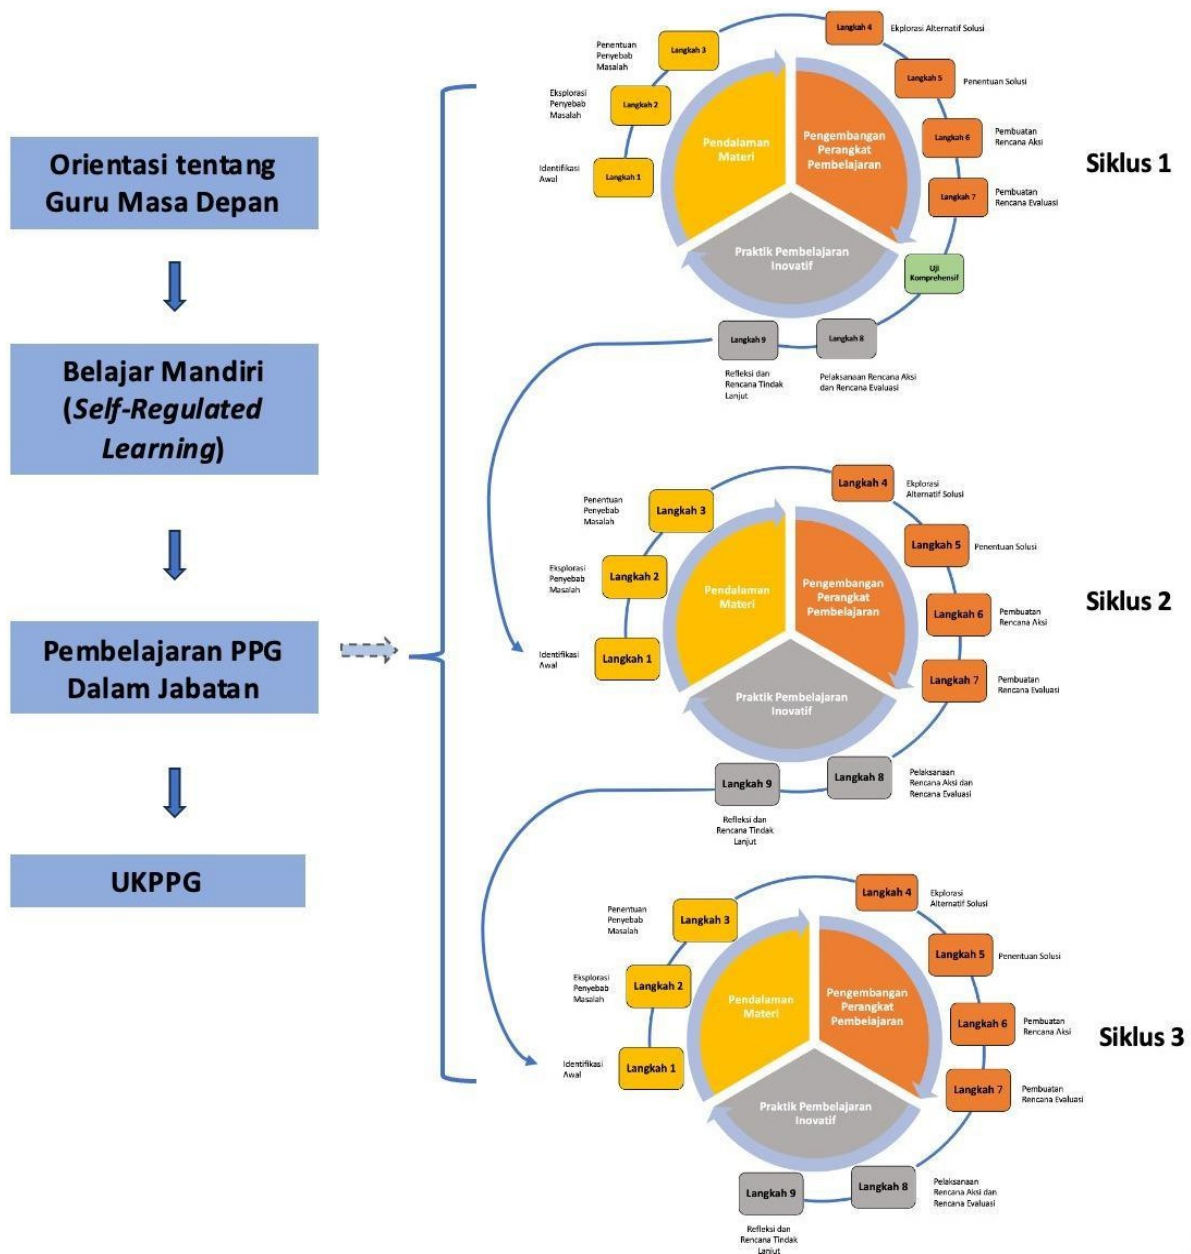 Orientasi tentang
Guru Masa Depan
Belajar Mandiri
(Self-Regulated
Learning)
Pembelajaran PPG
Dalam Jabatan
UKPPG
Siklus 1
Pendalaman
Materi
Pengembangan
Perangkat
Pembelajaran
Praktik Pembelajaran
Inovatif
Langkah 1
Identifikasi
Awal
Langkah 2
Eksplorasi
Penyebab
Masalah
Langkah 3
Penentuan
Penyebab
Masalah
Langkah 4
Ekplorasi Alternatif Solusi
Langkah 5
Penentuan Solusi
Langkah 6
Pembuatan
Rencana Aksi
Langkah 7
Pembuatan
Rencana Evaluasi
Uji
Komprehensif
Langkah 8
Pelaksanaan Rencana Aksi
dan Rencana Evaluasi
Langkah 9
Refleksi dan
Rencana Tindak
Lanjut
Siklus 2
Pendalaman
Materi
Pengembangan
Perangkat
Pembelajaran
Praktik Pembelajaran
Inovatif
Langkah 1
Identifikasi
Awal
Langkah 2
Eksplorasi
Penyebab
Masalah
Langkah 3
Penentuan
Penyebab
Masalah
Langkah 4
Ekplorasi
Alternatif Solusi
Langkah 5
Penentuan Solusi
Langkah 6
Pembuatan
Rencana Aksi
Langkah 7
Pembuatan
Rencana Evaluasi
Langkah 8
Pelaksanaan
Rencana Aksi dan
Rencana Evaluasi
Langkah 9
Refleksi dan
Rencana Tindak
Lanjut
Siklus 3
Pendalaman
Materi
Pengembangan
Perangkat
Pembelajaran
Praktik Pembelajaran
Inovatif
Langkah 1
Identifikasi
Awal
Langkah 2
Eksplorasi
Penyebab
Masalah
Langkah 3
Penentuan
Penyebab
Masalah
Langkah 4
Ekplorasi
Alternatif Solusi
Langkah 5
Penentuan Solusi
Langkah 6
Pembuatan
Rencana Aksi
Langkah 7
Pembuatan
Rencana Evaluasi
Langkah 8
Pelaksanaan
Rencana Aksi dan
Rencana Evaluasi
Langkah 9
Refleksi dan
Rencana Tindak
Lanjut